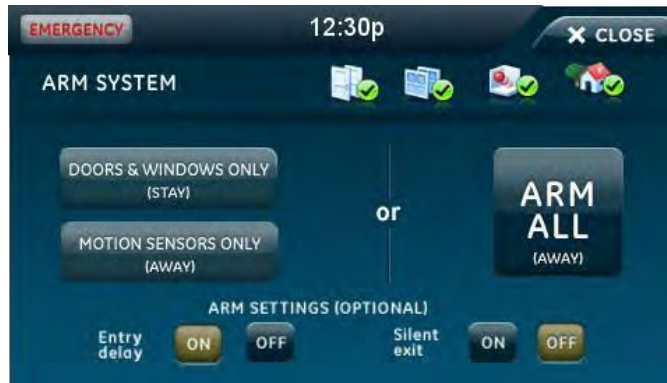 EMERGENCY 12:30p X CLOSE
ARM SYSTEM
DOORS & WINDOWS ONLY
(STAY)
MOTION SENSORS ONLY
(AWAY)
or
ARM
ALL
(AWAY)
ARM SETTINGS (OPTIONAL)
Entry
delay
ON OFF
Silent
exit
ON OFF